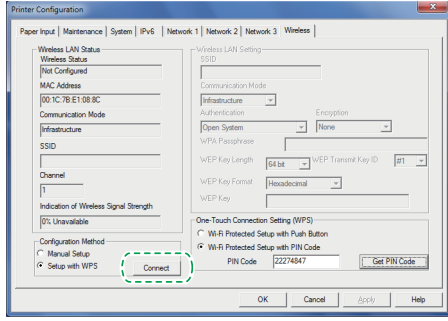 Printer Configuration
Paper Input
Maintenance
System
IPv6
Network 1
Network 2
Network 3
Wireless
Wireless LAN Status
Wireless Status
Not Configured
MAC Address
00:1C:7B:E1:08:8C
Communication Mode
Infrastructure
SSID
Channel
1
Indication of Wireless Signal Strength
0% Unavailable
Configuration Method
Manual Setup
Setup with WPS
Connect
Wireless LAN Setting
SSID
Communication Mode
Infrastructure
Authentication
Encryption
Open System
None
WPA Passphrase
WEP Key Length
64 bit
WEP Transmit Key ID
#1
WEP Key Format
Hexadecimal
WEP Key
One-Touch Connection Setting (WPS)
Wi-Fi Protected Setup with Push Button
Wi-Fi Protected Setup with PIN Code
PIN Code
22274847
Get PIN Code
OK
Cancel
Apply
Help